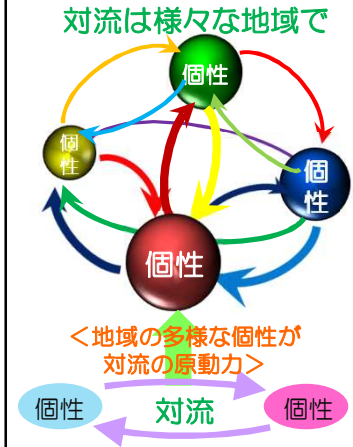 対流は様々な地域で
個性
個
性
個
性
個性
＜地域の多様な個性が
対流の原動力＞
個性
対流
個性